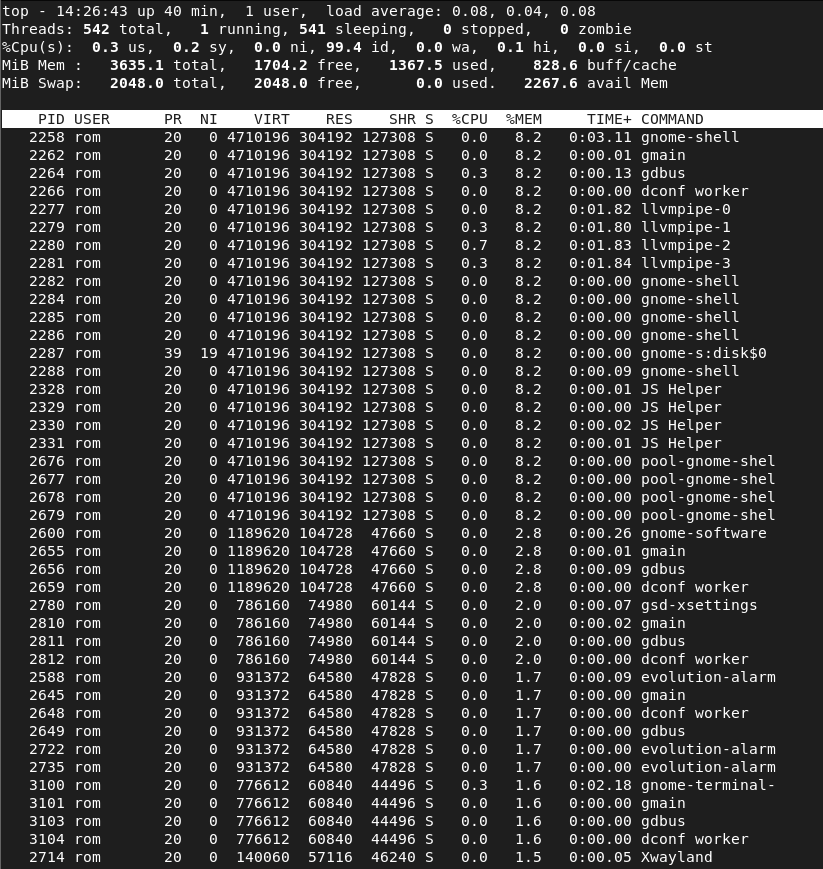 top - 14:26:43 up 40 min,  1 user,  load average: 0.08, 0.04, 0.08
Threads: 542 total,   1 running, 541 sleeping,   0 stopped,   0 zombie
%Cpu(s):  0.3 us,  0.2 sy,  0.0 ni, 99.4 id,  0.0 wa,  0.1 hi,  0.0 si,  0.0 st
MiB Mem :   3635.1 total,   1704.2 free,   1367.5 used,    828.6 buff/cache
MiB Swap:   2048.0 total,   2048.0 free,      0.0 used.   2267.6 avail Mem
PID USER      PR  NI    VIRT    RES    SHR S  %CPU  %MEM     TIME+ COMMAND
2258 rom       20   0 4710196 304192 127308 S   0.0   8.2   0:03.11 gnome-shell
2262 rom       20   0 4710196 304192 127308 S   0.0   8.2   0:00.01 gmain
2264 rom       20   0 4710196 304192 127308 S   0.3   8.2   0:00.13 gdbus
2266 rom       20   0 4710196 304192 127308 S   0.0   8.2   0:00.00 dconf worker
2277 rom       20   0 4710196 304192 127308 S   0.0   8.2   0:01.82 llvmpipe-0
2279 rom       20   0 4710196 304192 127308 S   0.3   8.2   0:01.80 llvmpipe-1
2280 rom       20   0 4710196 304192 127308 S   0.7   8.2   0:01.83 llvmpipe-2
2281 rom       20   0 4710196 304192 127308 S   0.3   8.2   0:01.84 llvmpipe-3
2282 rom       20   0 4710196 304192 127308 S   0.0   8.2   0:00.00 gnome-shell
2284 rom       20   0 4710196 304192 127308 S   0.0   8.2   0:00.00 gnome-shell
2285 rom       20   0 4710196 304192 127308 S   0.0   8.2   0:00.00 gnome-shell
2286 rom       20   0 4710196 304192 127308 S   0.0   8.2   0:00.00 gnome-shell
2287 rom       39  19 4710196 304192 127308 S   0.0   8.2   0:00.00 gnome-s:disk$0
2288 rom       20   0 4710196 304192 127308 S   0.0   8.2   0:00.09 gnome-shell
2328 rom       20   0 4710196 304192 127308 S   0.0   8.2   0:00.01 JS Helper
2329 rom       20   0 4710196 304192 127308 S   0.0   8.2   0:00.00 JS Helper
2330 rom       20   0 4710196 304192 127308 S   0.0   8.2   0:00.02 JS Helper
2331 rom       20   0 4710196 304192 127308 S   0.0   8.2   0:00.01 JS Helper
2676 rom       20   0 4710196 304192 127308 S   0.0   8.2   0:00.00 pool-gnome-shel
2677 rom       20   0 4710196 304192 127308 S   0.0   8.2   0:00.00 pool-gnome-shel
2678 rom       20   0 4710196 304192 127308 S   0.0   8.2   0:00.00 pool-gnome-shel
2679 rom       20   0 4710196 304192 127308 S   0.0   8.2   0:00.00 pool-gnome-shel
2600 rom       20   0 1189620 104728  47660 S   0.0   2.8   0:00.26 gnome-software
2655 rom       20   0 1189620 104728  47660 S   0.0   2.8   0:00.01 gmain
2656 rom       20   0 1189620 104728  47660 S   0.0   2.8   0:00.09 gdbus
2659 rom       20   0 1189620 104728  47660 S   0.0   2.8   0:00.00 dconf worker
2780 rom       20   0  786160  74980  60144 S   0.0   2.0   0:00.07 gsd-xsettings
2810 rom       20   0  786160  74980  60144 S   0.0   2.0   0:00.02 gmain
2811 rom       20   0  786160  74980  60144 S   0.0   2.0   0:00.00 gdbus
2812 rom       20   0  786160  74980  60144 S   0.0   2.0   0:00.00 dconf worker
2588 rom       20   0  931372  64580  47828 S   0.0   1.7   0:00.09 evolution-alarm
2645 rom       20   0  931372  64580  47828 S   0.0   1.7   0:00.00 gmain
2648 rom       20   0  931372  64580  47828 S   0.0   1.7   0:00.00 dconf worker
2649 rom       20   0  931372  64580  47828 S   0.0   1.7   0:00.00 gdbus
2722 rom       20   0  931372  64580  47828 S   0.0   1.7   0:00.00 evolution-alarm
2735 rom       20   0  931372  64580  47828 S   0.0   1.7   0:00.00 evolution-alarm
3100 rom       20   0  776612  60840  44496 S   0.3   1.6   0:02.18 gnome-terminal-
3101 rom       20   0  776612  60840  44496 S   0.0   1.6   0:00.00 gmain
3103 rom       20   0  776612  60840  44496 S   0.0   1.6   0:00.00 gdbus
3104 rom       20   0  776612  60840  44496 S   0.0   1.6   0:00.00 dconf worker
2714 rom       20   0  140060  57116  46240 S   0.0   1.5   0:00.05 Xwayland